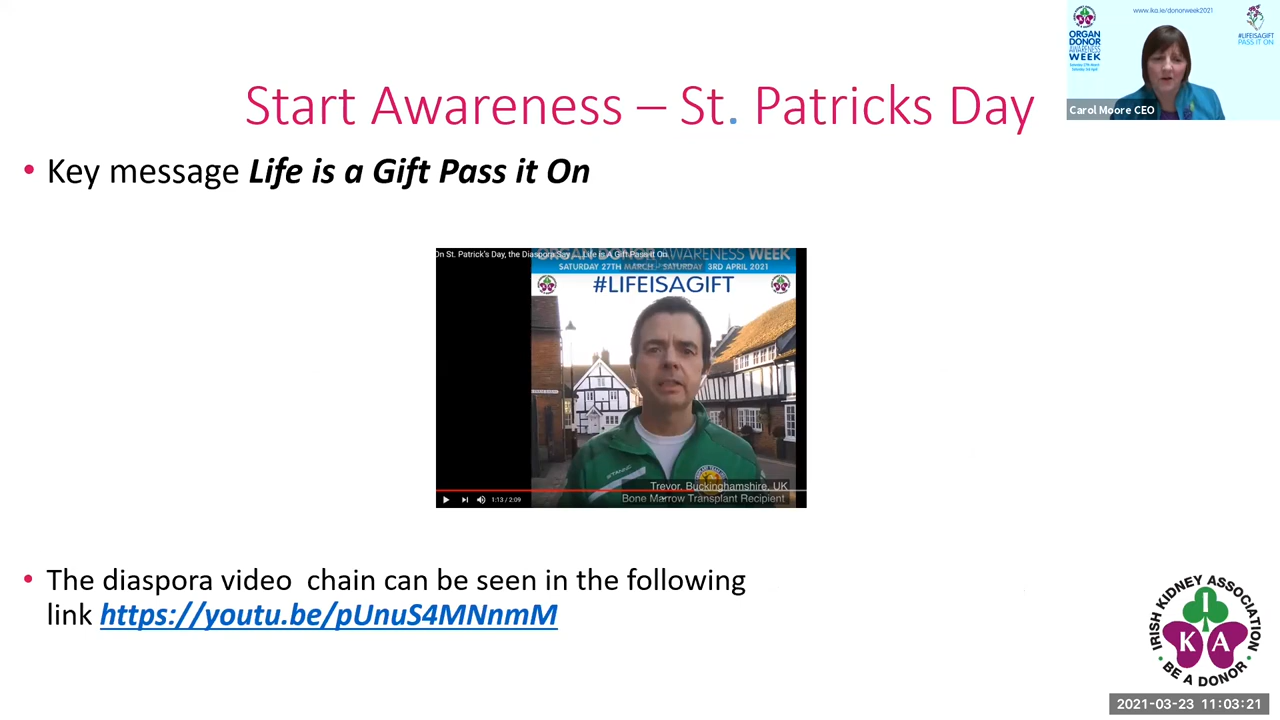 Start Awareness – St. Patricks Day
• Key message Life is a Gift Pass it On
www.ika.ie/donorweek2021
ORGAN
DONOR
AWARENESS
WEEK
#LIFEISAGIFT
PASS IT ON
Carol Moore CEO
On St. Patrick's Day, the Diaspora Say ... Life is A Gift Pass it On
ORGAN DONOR AWARENESS WEEK
SATURDAY 27TH MARCH - SATURDAY 3RD APRIL 2021
#LIFEISAGIFT
Trevor, Buckinghamshire, UK
Bone Marrow Transplant Recipient
1:13 / 2:09
• The diaspora video chain can be seen in the following
link https://youtu.be/pUnuS4MNnmM
IRISH KIDNEY ASSOCIATION
I
K A
• BE A DONOR •
2021-03-23 11:03:21